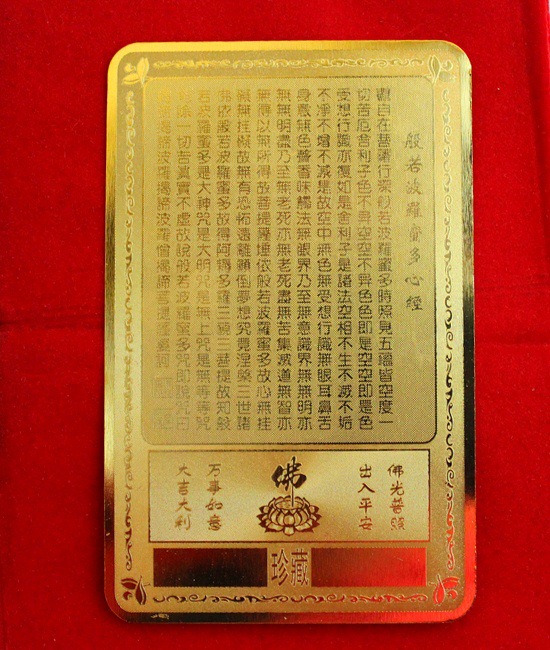 般若波羅蜜多心經
觀自在菩薩行深般若波羅蜜多時照見五蘊皆空度一
切苦厄舍利子色不異空空不异色色即是空空即是色
受想行識亦復如是舍利子是諸法空相不生不滅不垢
不淨不增不減是故空中無色無受想行識無眼耳鼻舌
身意無色聲香味觸法無眼界乃至無意識界無無明亦
無無明盡乃至無老死亦無老死盡無苦集滅道無智亦
無得以無所得故菩提薩埵依般若波羅蜜多故心無挂
礙無挂礙故無有恐怖遠離顛倒夢想究竟涅槃三世諸
佛依般若波羅蜜多故得阿耨多羅三藐三菩提故知般
若波羅蜜多是大神咒是大明咒是無上咒是無等等咒
能除一切苦真實不虛故說般若波羅蜜多咒即說咒曰
揭諦揭諦波羅揭諦波羅僧揭諦菩提薩婆訶
佛光普照
出入平安
佛
万事如意
大吉大利
珍藏